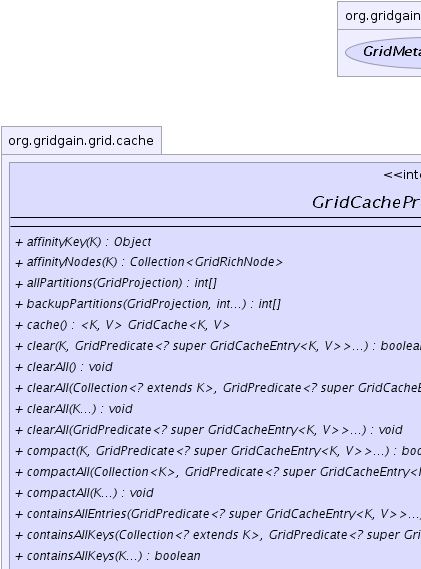 org.gridgain
GridMeta
org.gridgain.grid.cache
<<inte
GridCachePr
+ affinityKey(K) : Object
+ affinityNodes(K) : Collection<GridRichNode>
+ allPartitions(GridProjection) : int[]
+ backupPartitions(GridProjection, int...) : int[]
+ cache() : <K, V> GridCache<K, V>
+ clear(K, GridPredicate<? super GridCacheEntry<K, V>>...) : boolean
+ clearAll() : void
+ clearAll(Collection<? extends K>, GridPredicate<? super GridCacheE
+ clearAll(K...) : void
+ clearAll(GridPredicate<? super GridCacheEntry<K, V>>...) : void
+ compact(K, GridPredicate<? super GridCacheEntry<K, V>>...) : boo
+ compactAll(Collection<K>, GridPredicate<? super GridCacheEntry<K
+ compactAll(K...) : void
+ containsAllEntries(GridPredicate<? super GridCacheEntry<K, V>>...
+ containsAllKeys(Collection<? extends K>, GridPredicate<? super Gri
+ containsAllKeys(K...) : boolean